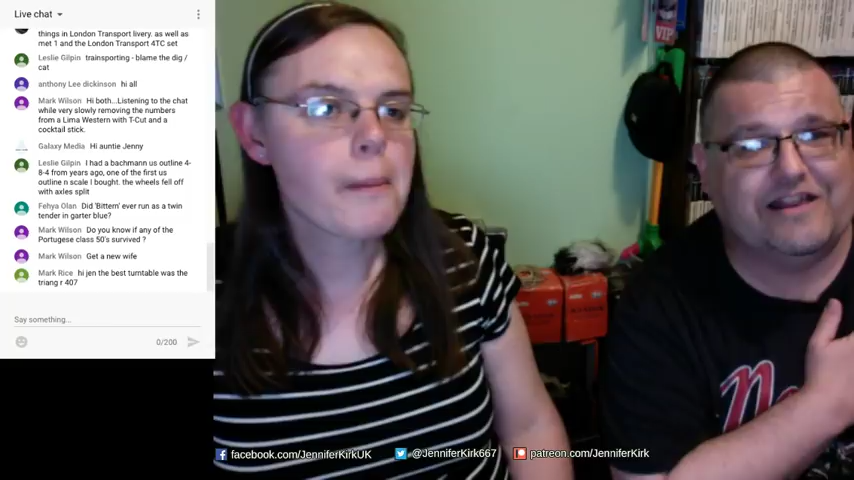 Live chat
things in London Transport livery. as well as
met 1 and the London Transport 4TC set
Leslie Gilpin trainsporting - blame the dig /
cat
anthony Lee dickinson hi all
Mark Wilson Hi both...Listening to the chat
while very slowly removing the numbers
from a Lima Western with T-Cut and a
cocktail stick.
Galaxy Media Hi auntie Jenny
Leslie Gilpin I had a bachmann us outline 4-
8-4 from years ago, one of the first us
outline n scale I bought. the wheels fell off
with axles split
Fehya Olan Did 'Bittern' ever run as a twin
tender in garter blue?
Mark Wilson Do you know if any of the
Portugese class 50's survived ?
Mark Wilson Get a new wife
Mark Rice hi jen the best turntable was the
triang r 407
Say something...
0/200
VIP
facebook.com/JenniferKirkUK
@JenniferKirk667
patreon.com/JenniferKirk